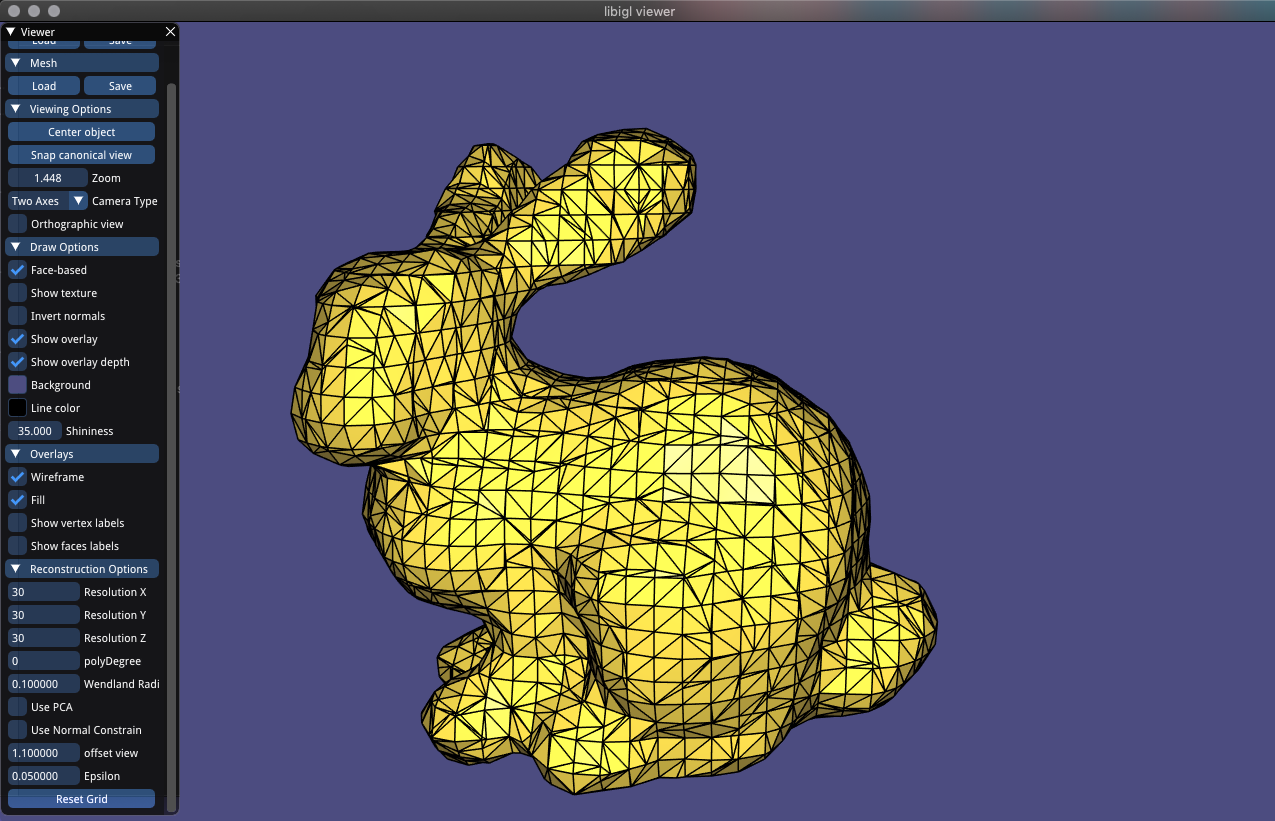 libigl viewer
Viewer
Load Save
Mesh
Load Save
Viewing Options
Center object
Snap canonical view
1.448 Zoom
Two Axes Camera Type
Orthographic view
Draw Options
Face-based
Show texture
Invert normals
Show overlay
Show overlay depth
Background
Line color
35.000 Shininess
Overlays
Wireframe
Fill
Show vertex labels
Show faces labels
Reconstruction Options
30 Resolution X
30 Resolution Y
30 Resolution Z
0 polyDegree
0.100000 Wendland Radi
Use PCA
Use Normal Constrain
1.100000 offset view
0.050000 Epsilon
Reset Grid